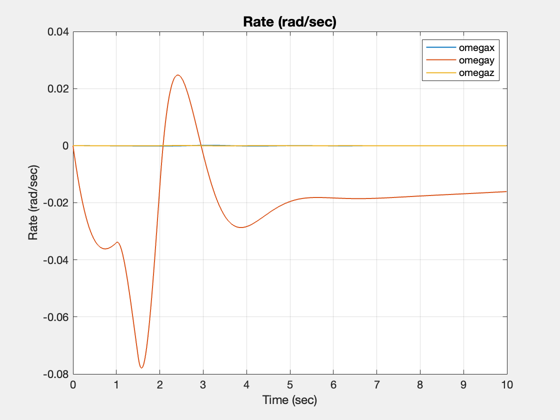 Rate (rad/sec)
omegax
omegay
omegaz
0.04
0.02
0
-0.02
-0.04
-0.06
-0.08
Rate (rad/sec)
0 1 2 3 4 5 6 7 8 9 10
Time (sec)